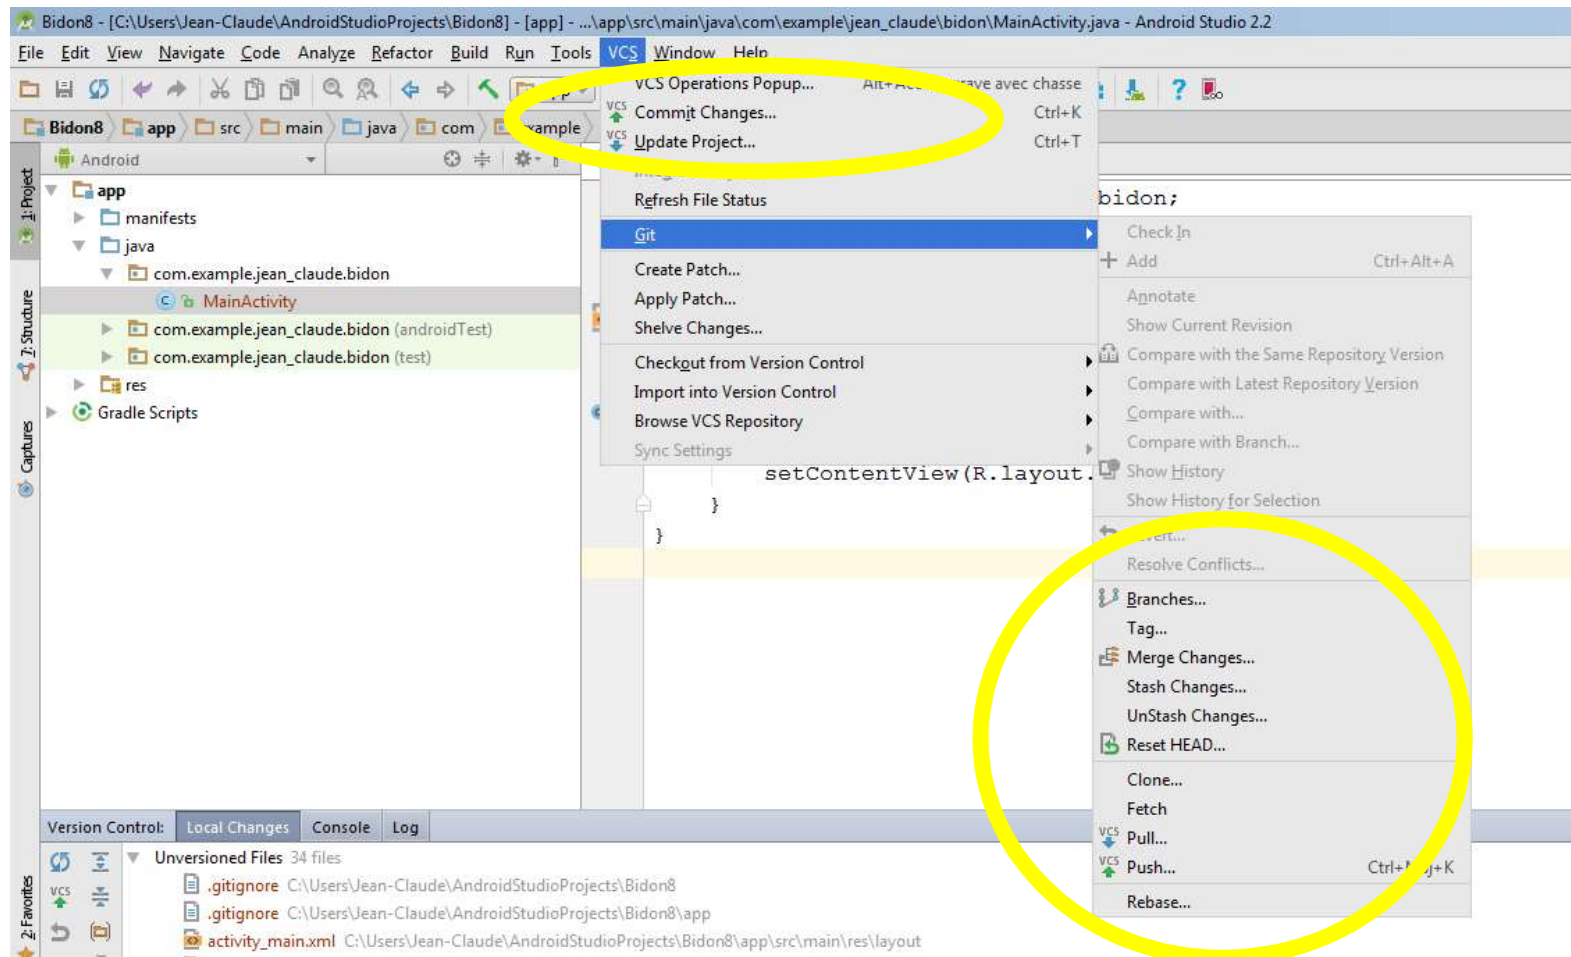 Bidon8 - [C:\Users\Jean-Claude\AndroidStudioProjects\Bidon8] - [app] - ...\app\src\main\java\com\example\jean_claude\bidon\MainActivity.java - Android Studio 2.2
File Edit View Navigate Code Analyze Refactor Build Run Tools VCS Window Help
Bidon8 app src main java com example
Android
1: Project
7: Structure
Captures
2: Favorites
app
manifests
java
com.example.jean_claude.bidon
MainActivity
com.example.jean_claude.bidon (androidTest)
com.example.jean_claude.bidon (test)
res
Gradle Scripts
VCS Operations Popup... avec chasse
Commit Changes... Ctrl+K
Update Project... Ctrl+T
Refresh File Status
Git
Create Patch...
Apply Patch...
Shelve Changes...
Checkout from Version Control
Import into Version Control
Browse VCS Repository
Sync Settings
bidon;
setContentView(R.layout.
}
}
Check In
Add Ctrl+Alt+A
Annotate
Show Current Revision
Compare with the Same Repository Version
Compare with Latest Repository Version
Compare with...
Compare with Branch...
Show History
Show History for Selection
Resolve Conflicts...
Branches...
Tag...
Merge Changes...
Stash Changes...
UnStash Changes...
Reset HEAD...
Clone...
Fetch
VCS Pull...
VCS Push...
Rebase...
Version Control: Local Changes Console Log
Unversioned Files 34 files
.gitignore C:\Users\Jean-Claude\AndroidStudioProjects\Bidon8
.gitignore C:\Users\Jean-Claude\AndroidStudioProjects\Bidon8\app
activity_main.xml C:\Users\Jean-Claude\AndroidStudioProjects\Bidon8\app\src\main\res\layout